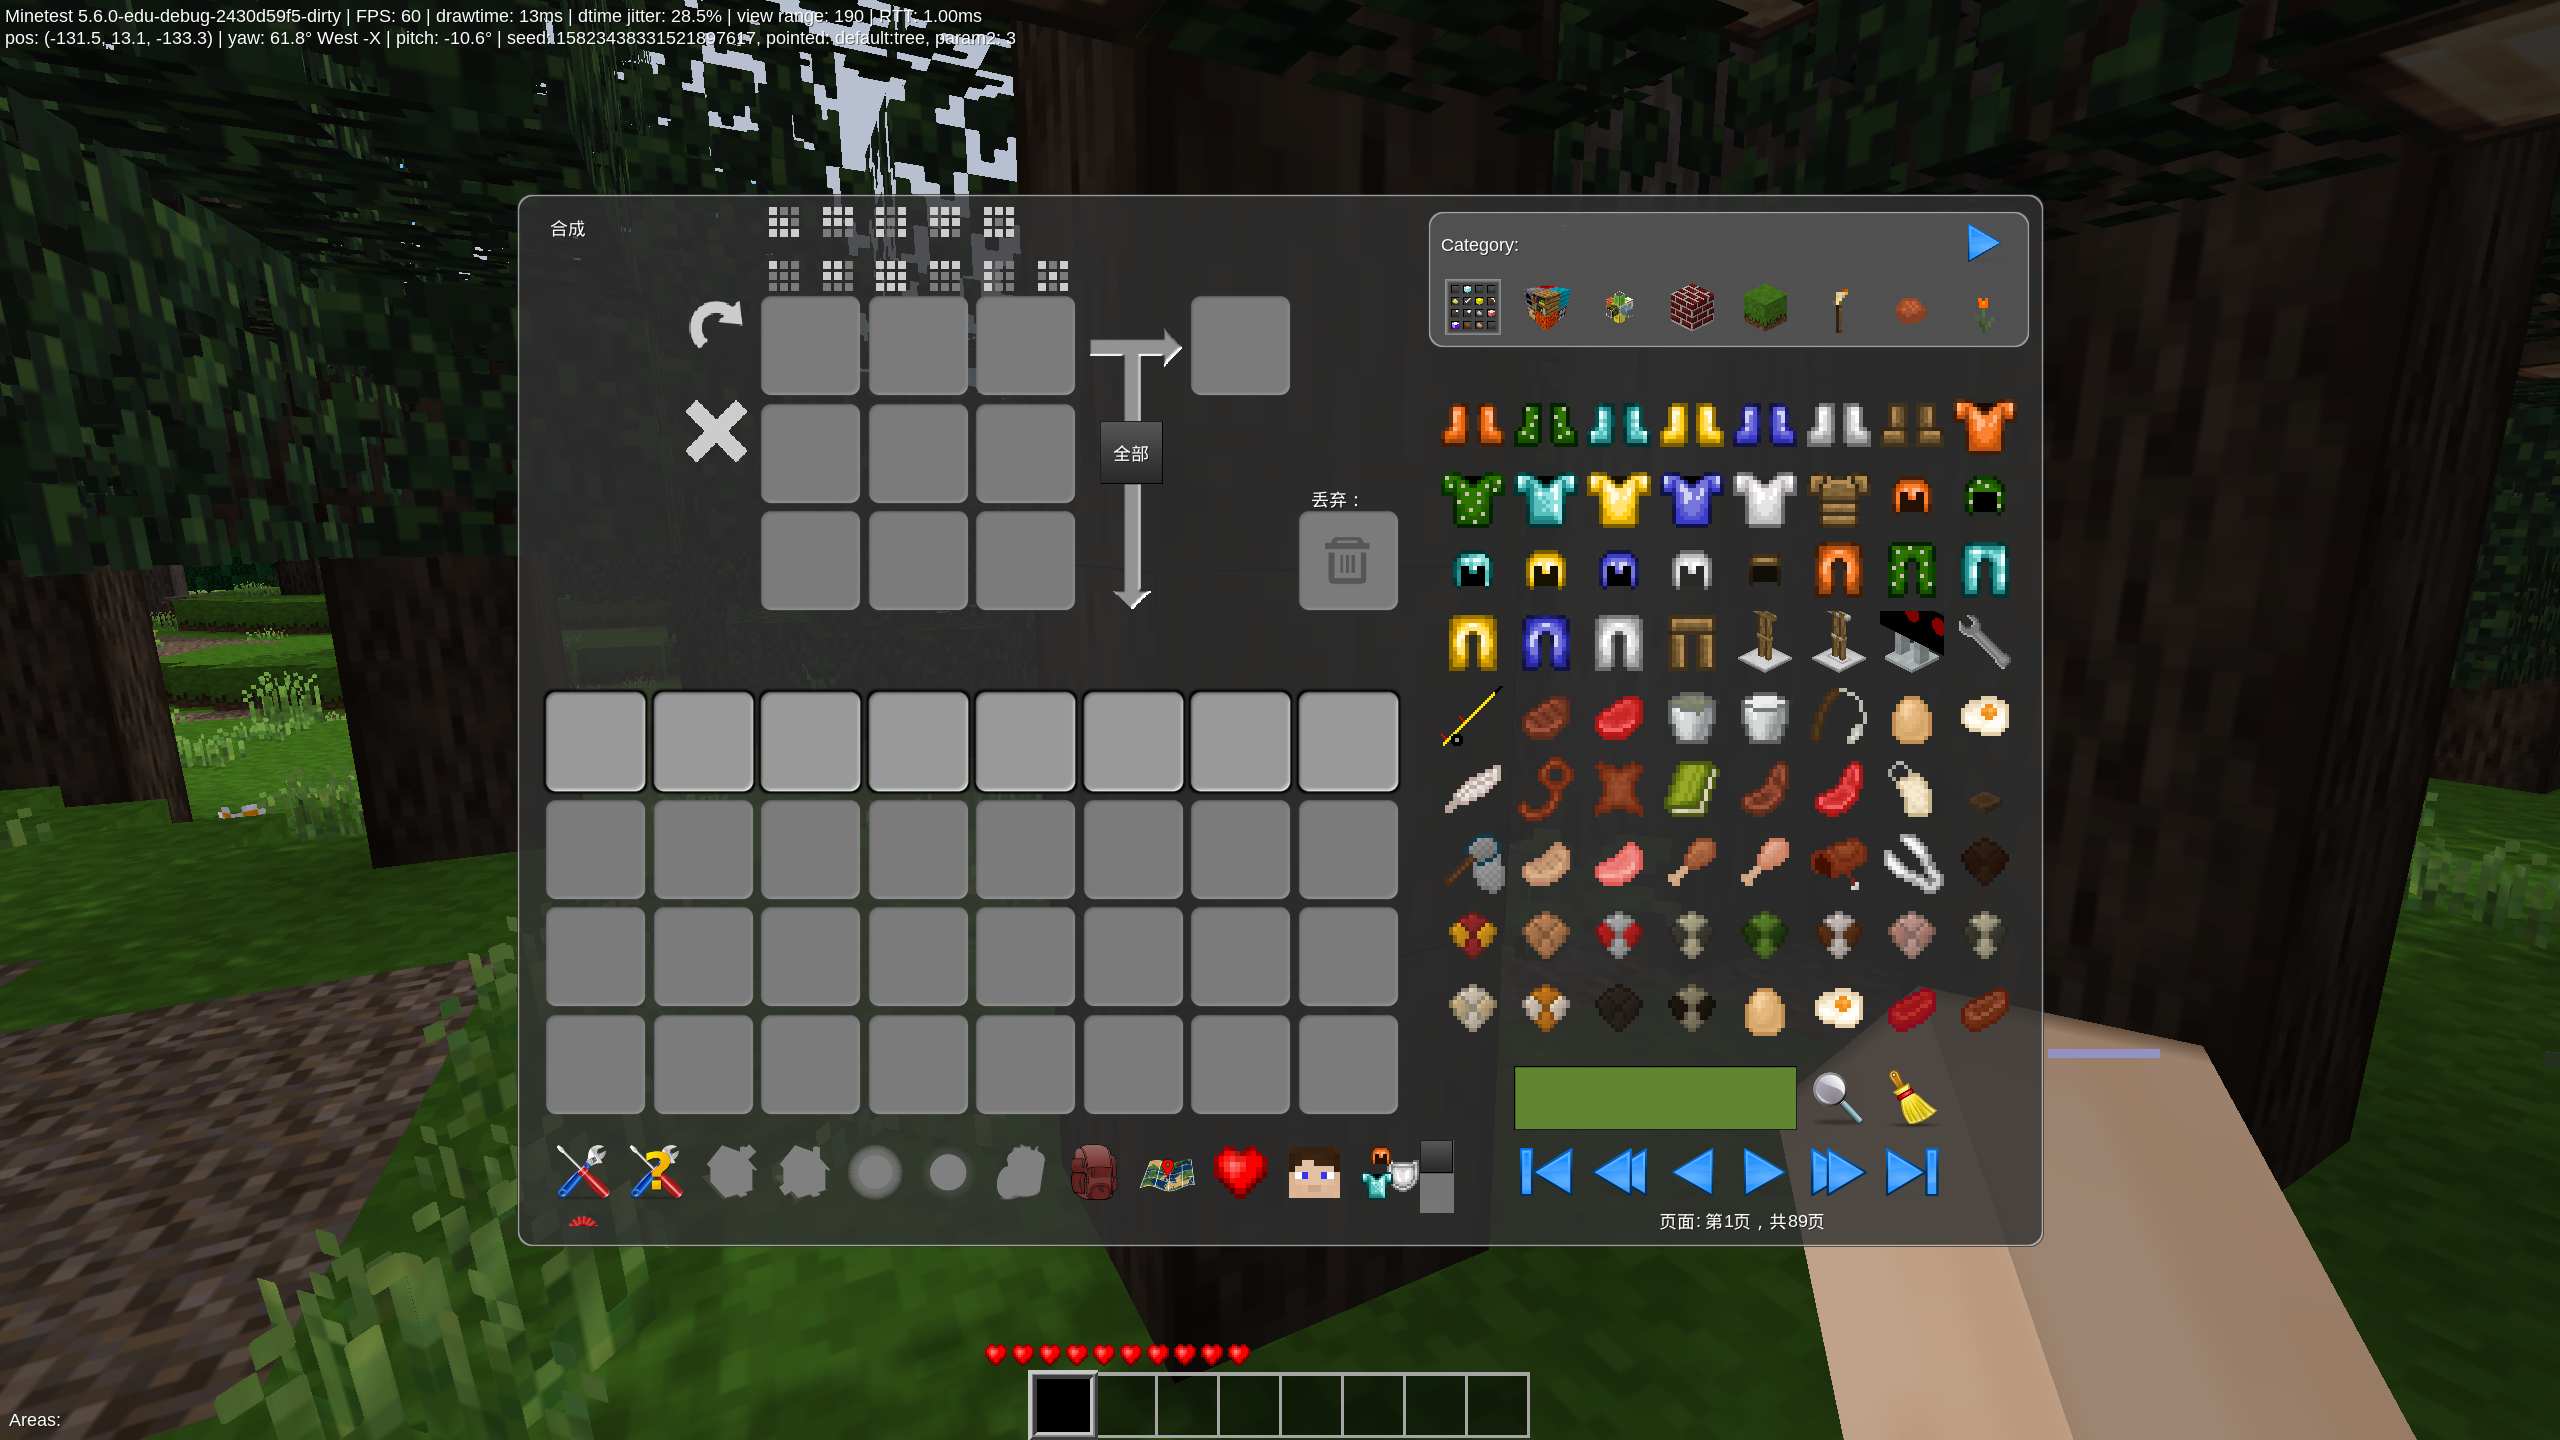 Minetest 5.6.0-edu-debug-2430d59f5-dirty | FPS: 60 | drawtime: 13ms | dtime jitter: 28.5% | view range: 190 | RTT: 1.00ms
pos: (-131.5, 13.1, -133.3) | yaw: 61.8° West -X | pitch: -10.6° | seed: 15823438331521897617, pointed: default:tree, param2: 3
合成
Category:
全部
丢弃：
页面: 第1页，共89页
Areas: